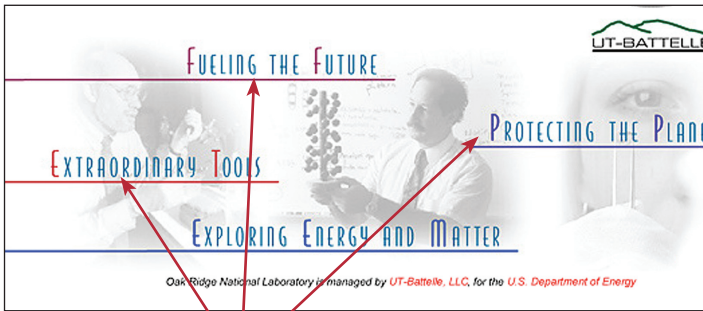 UT-BATTELLE
FUELING THE FUTURE
PROTECTING THE PLAN
EXTRAORDINARY TOOLS
EXPLORING ENERGY AND MATTER
Oak Ridge National Laboratory is managed by UT-Battelle, LLC, for the U.S. Department of Energy